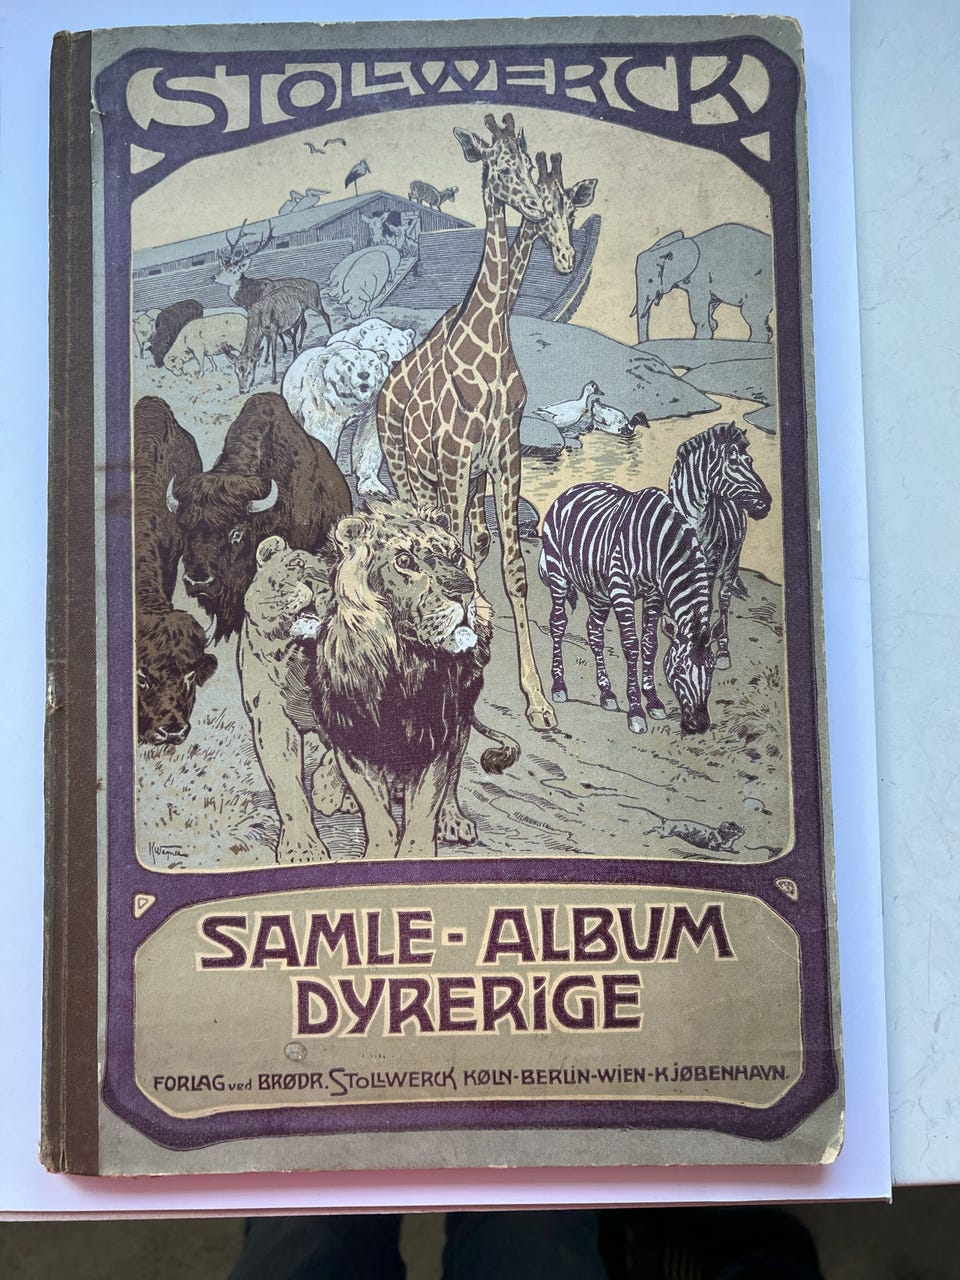 STOLLWERCK
SAMLE-ALBUM
DYRERIGE
FORLAG ved BRØDR. STOLLWERCK KØLN-BERLIN-WIEN-KJØBENHAVN.